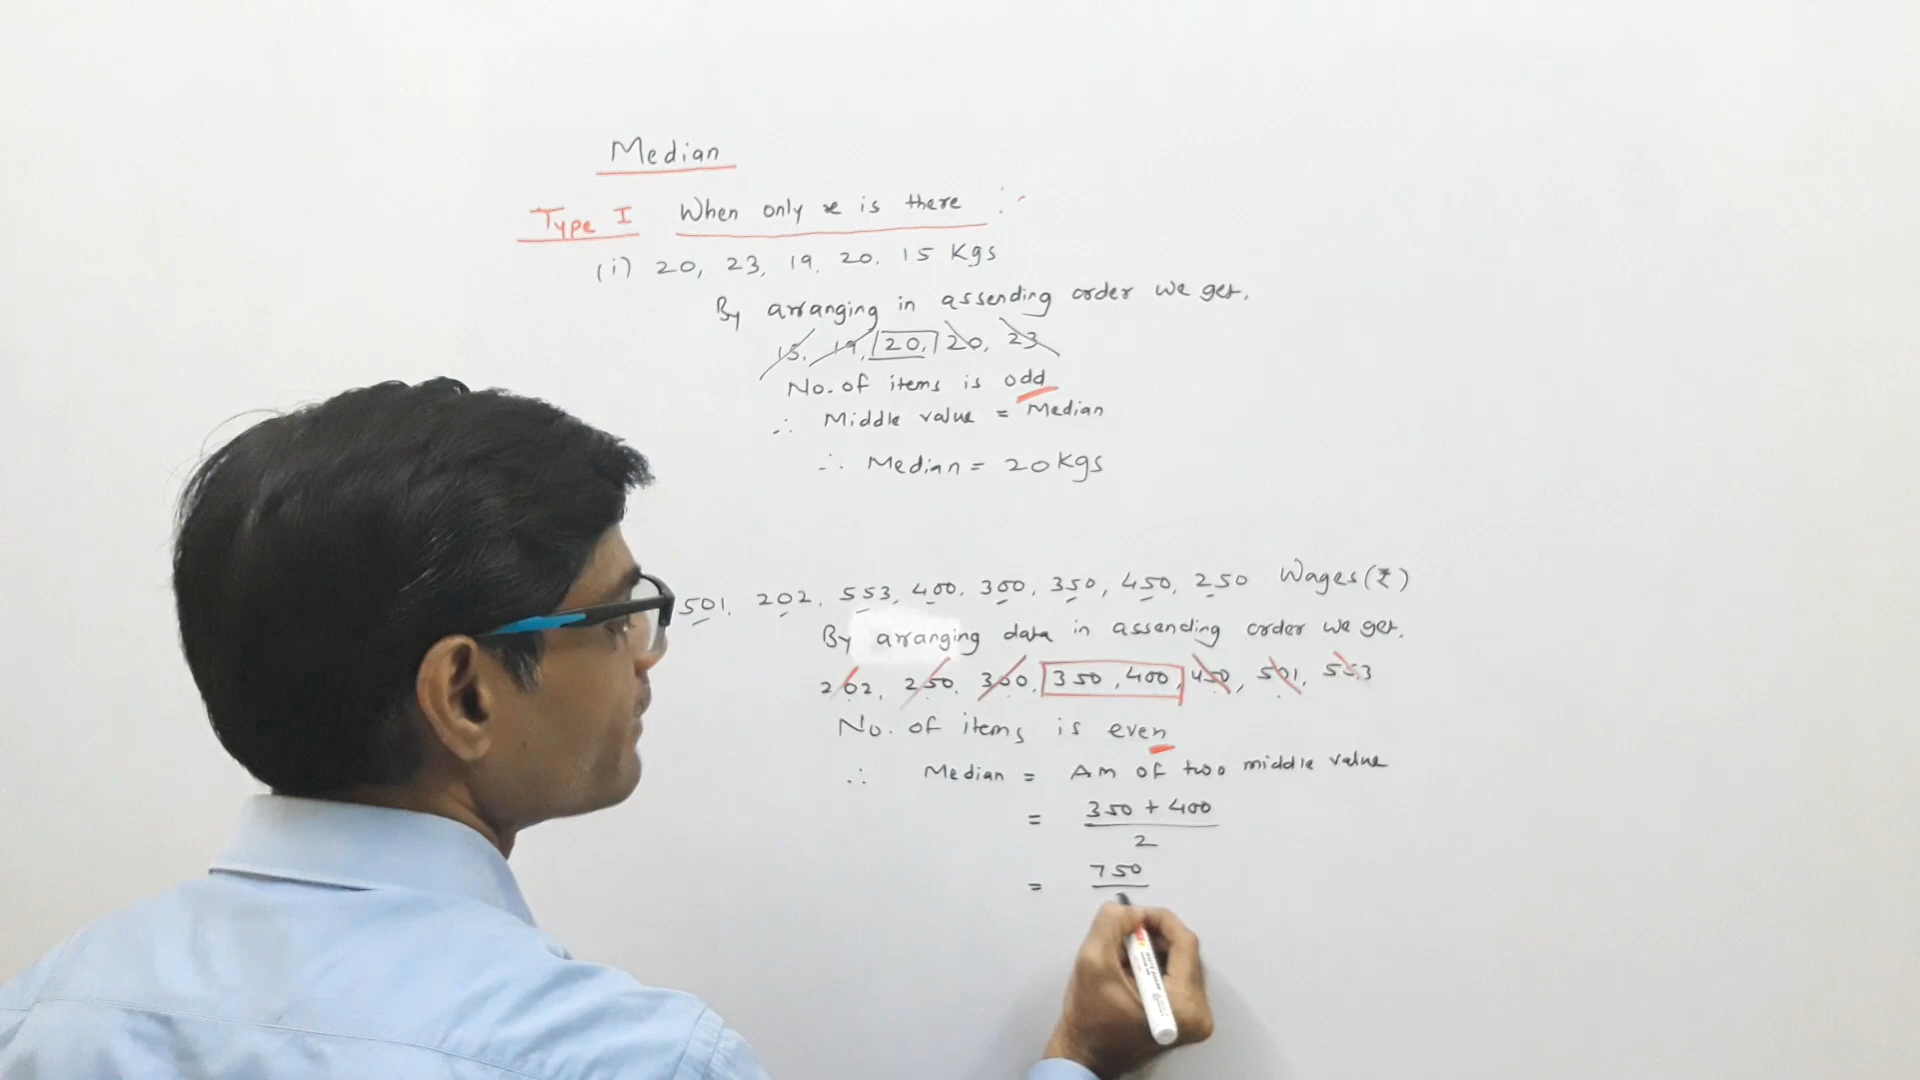 Median
Type I When only x is there :-
(i) 20, 23, 19, 20, 15 Kgs
By arranging in assending order we get,
15, 19, 20, 20, 23
No. of items is odd
∴ Middle value = Median
∴ Median = 20 Kgs
501, 202, 553, 400, 300, 350, 450, 250 Wages (₹)
By arranging data in assending order we get.
202, 250, 300, 350, 400, 450, 501, 553
No. of items is even
∴ Median = Am of two middle value
= 350 + 400
2
= 750